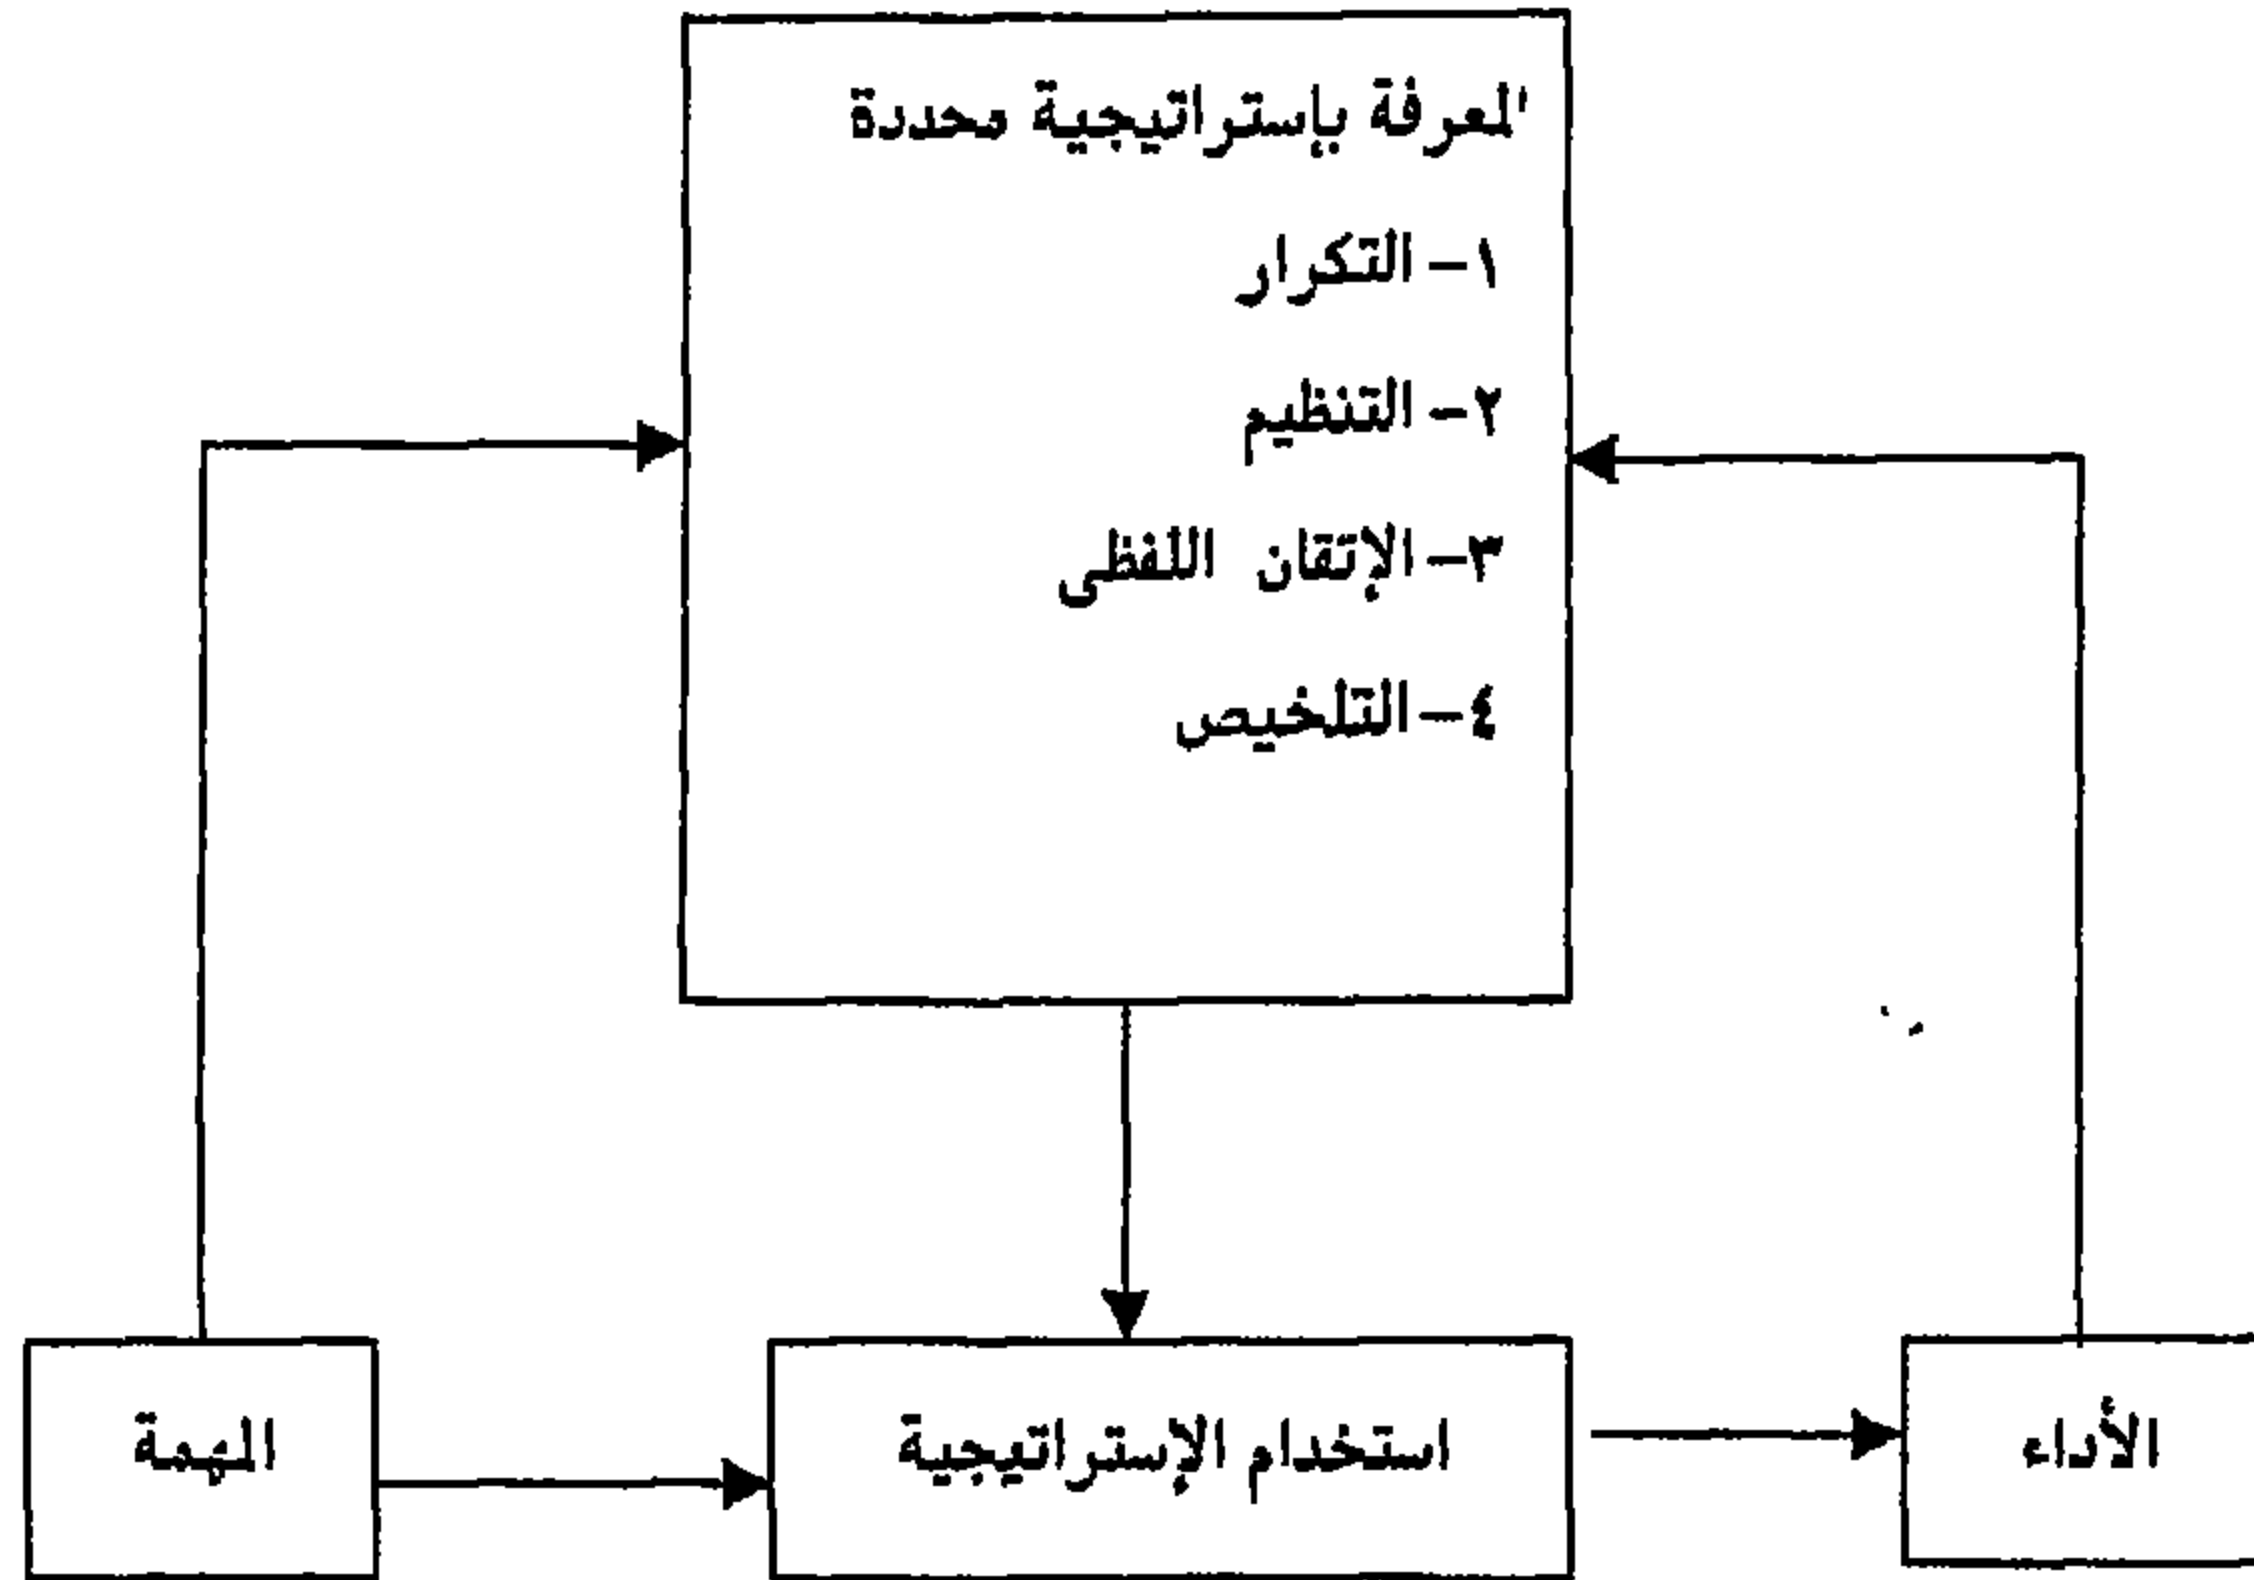 المعرفة بإستراتيجية محددة
١- التكرار
٢- التنظيم
٣- الإتقان اللفظى
٤- التلخيص
المهمة
استخدام الإستراتيجية
الأداء